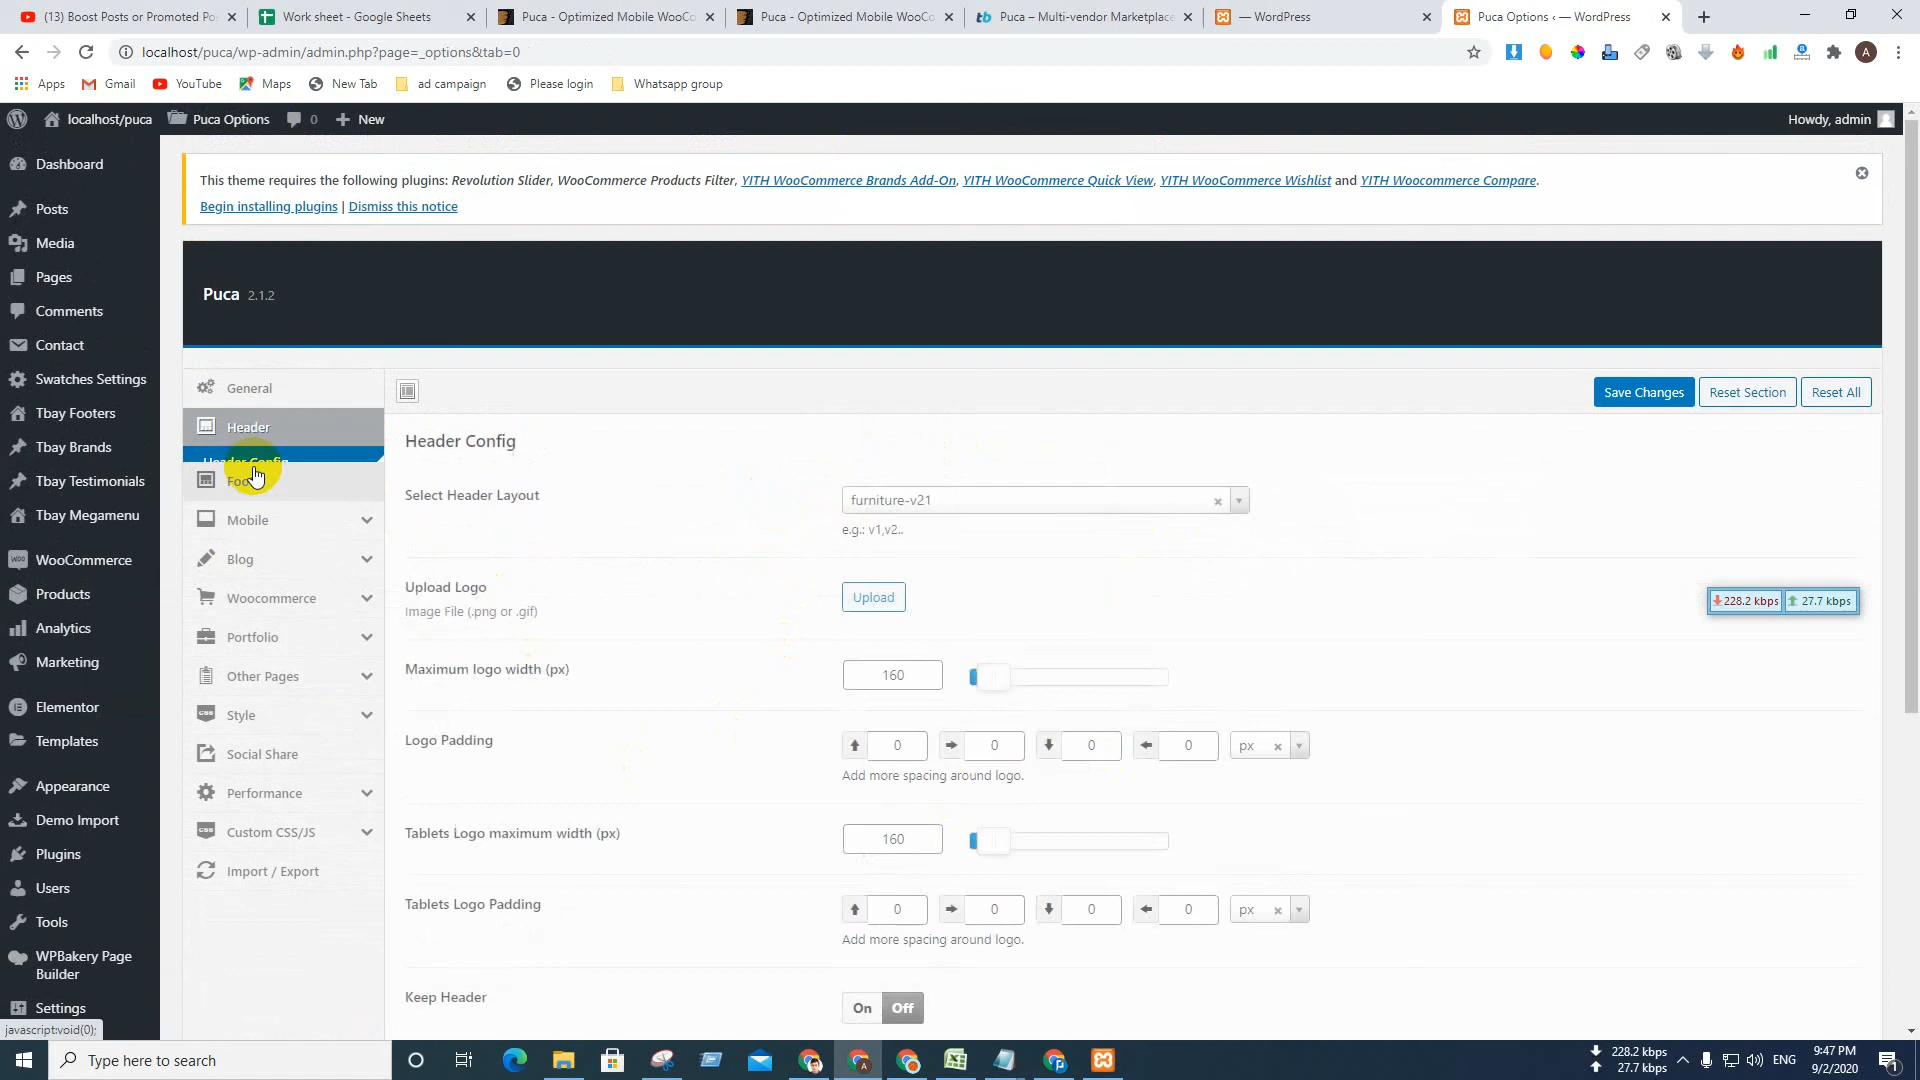 (13) Boost Posts or Promoted Po
Work sheet - Google Sheets
Puca - Optimized Mobile WooCo
Puca - Optimized Mobile WooCo
Puca – Multi-vendor Marketplace
— WordPress
Puca Options ‹ — WordPress
localhost/puca/wp-admin/admin.php?page=_options&tab=0
A
Apps
Gmail
YouTube
Maps
New Tab
ad campaign
Please login
Whatsapp group
localhost/puca
Puca Options
0
New
Howdy, admin
Dashboard
Posts
Media
Pages
Comments
Contact
Swatches Settings
Tbay Footers
Tbay Brands
Tbay Testimonials
Tbay Megamenu
WooCommerce
Products
Analytics
Marketing
Elementor
Templates
Appearance
Demo Import
Plugins
Users
Tools
WPBakery Page
Builder
Settings
javascript:void(0);
This theme requires the following plugins: Revolution Slider, WooCommerce Products Filter, YITH WooCommerce Brands Add-On, YITH WooCommerce Quick View, YITH WooCommerce Wishlist and YITH Woocommerce Compare.
Begin installing plugins | Dismiss this notice
Puca 2.1.2
General
Header
Header Config
Mobile
Blog
Woocommerce
Portfolio
Other Pages
Style
Social Share
Performance
Custom CSS/JS
Import / Export
Save Changes
Reset Section
Reset All
Header Config
Select Header Layout
furniture-v21
e.g.: v1,v2..
Upload Logo
Image File (.png or .gif)
Upload
228.2 kbps
27.7 kbps
Maximum logo width (px)
160
Logo Padding
0 0 0 0 px
Add more spacing around logo.
Tablets Logo maximum width (px)
160
Tablets Logo Padding
0 0 0 0 px
Add more spacing around logo.
Keep Header
On Off
Type here to search
228.2 kbps
27.7 kbps
ENG
9:47 PM
9/2/2020
1